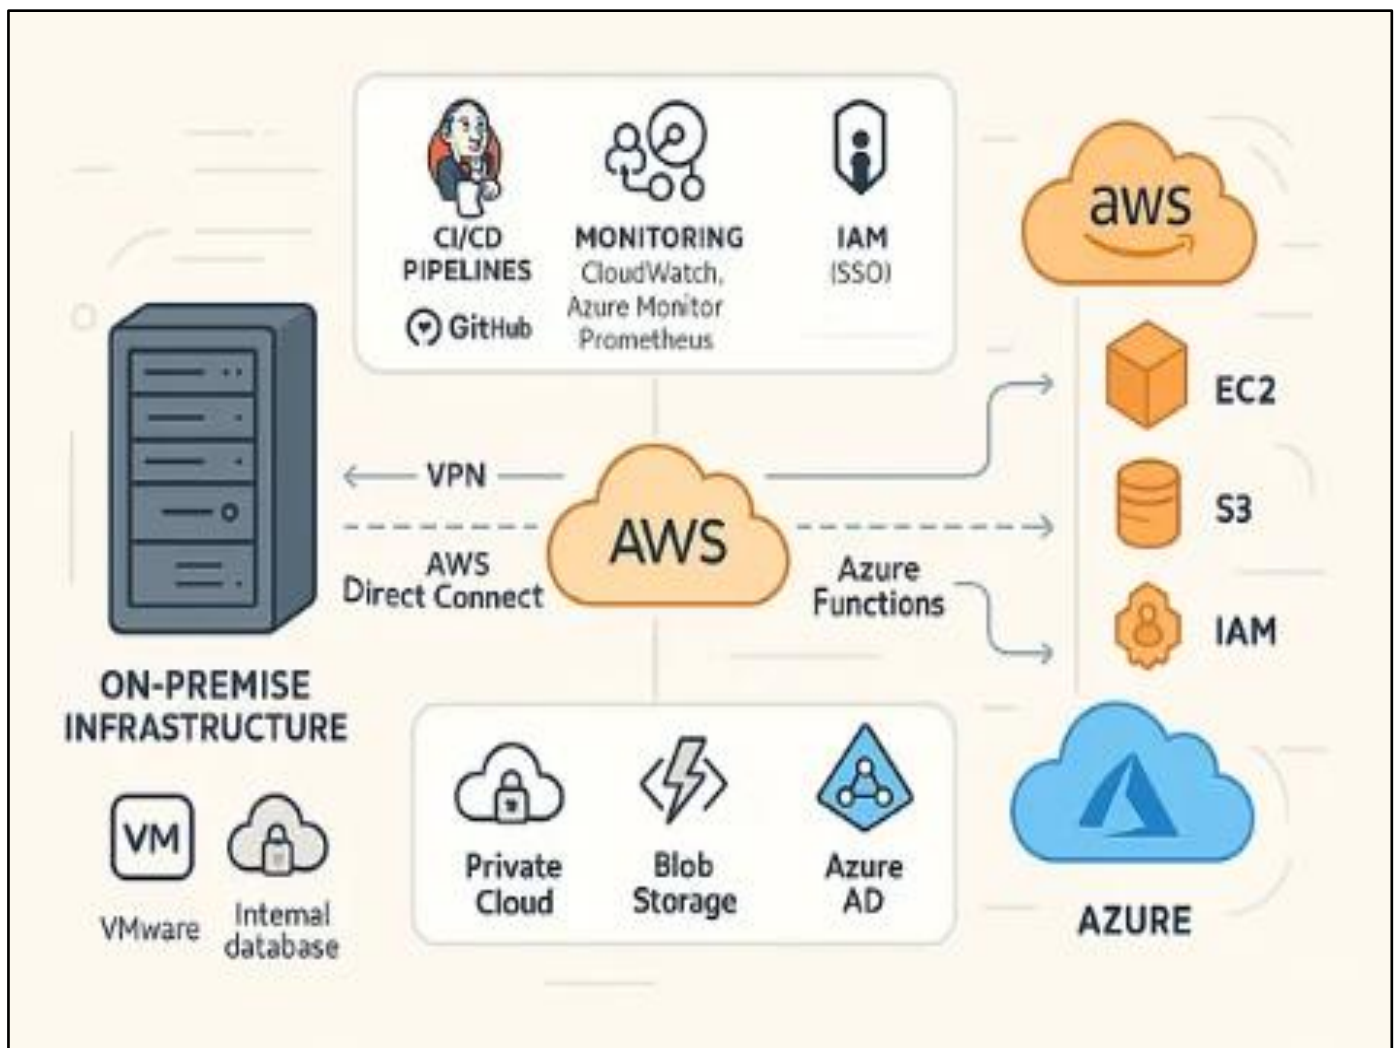 CI/CD
PIPELINES
GitHub
MONITORING
CloudWatch,
Azure Monitor
Prometheus
IAM
(SSO)
aws
EC2
S3
IAM
VPN
AWS
Direct Connect
AWS
Azure
Functions
ON-PREMISE
INFRASTRUCTURE
VM
VMware
Internal
database
Private
Cloud
Blob
Storage
Azure
AD
AZURE